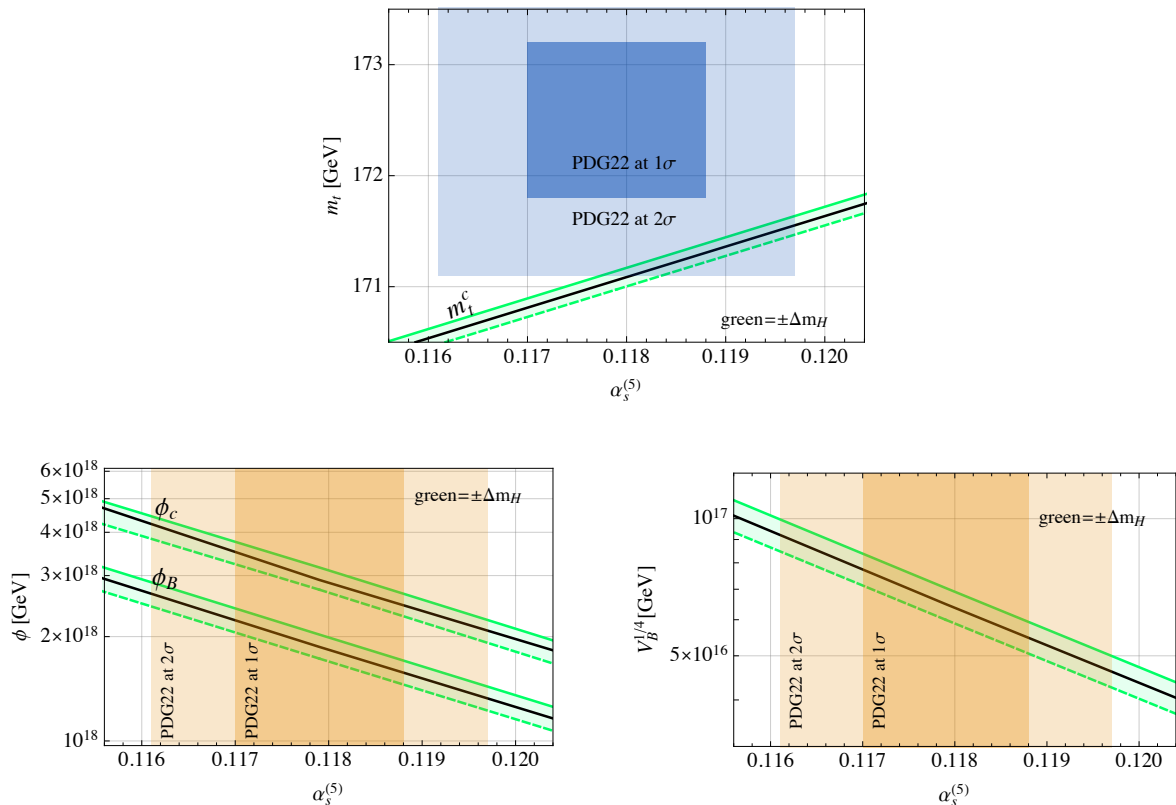 173
172
171
m_t [GeV]
PDG22 at 1σ
PDG22 at 2σ
m_t^c
green=±Δm_H
0.116 0.117 0.118 0.119 0.120
α_s^(5)
6×10^18
5×10^18
4×10^18
3×10^18
2×10^18
10^18
ϕ [GeV]
ϕ_c
ϕ_B
green=±Δm_H
PDG22 at 2σ
PDG22 at 1σ
0.116 0.117 0.118 0.119 0.120
α_s^(5)
10^17
5×10^16
V_B^1/4 [GeV]
green=±Δm_H
PDG22 at 2σ
PDG22 at 1σ
0.116 0.117 0.118 0.119 0.120
α_s^(5)